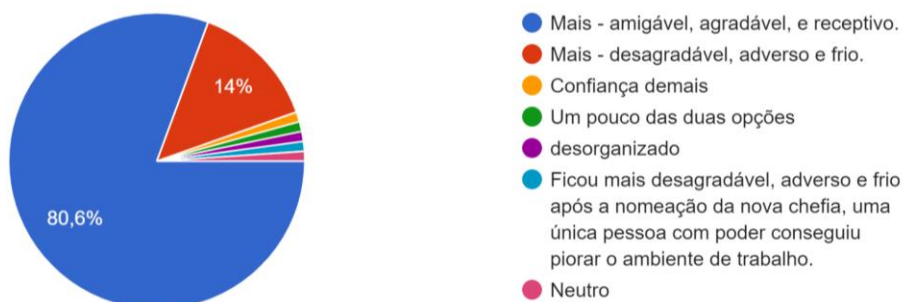 14%
80,6%
Mais - amigável, agradável, e receptivo.
Mais - desagradável, adverso e frio.
Confiança demais
Um pouco das duas opções
desorganizado
Ficou mais desagradável, adverso e frio
após a nomeação da nova chefia, uma
única pessoa com poder conseguiu
piorar o ambiente de trabalho.
Neutro